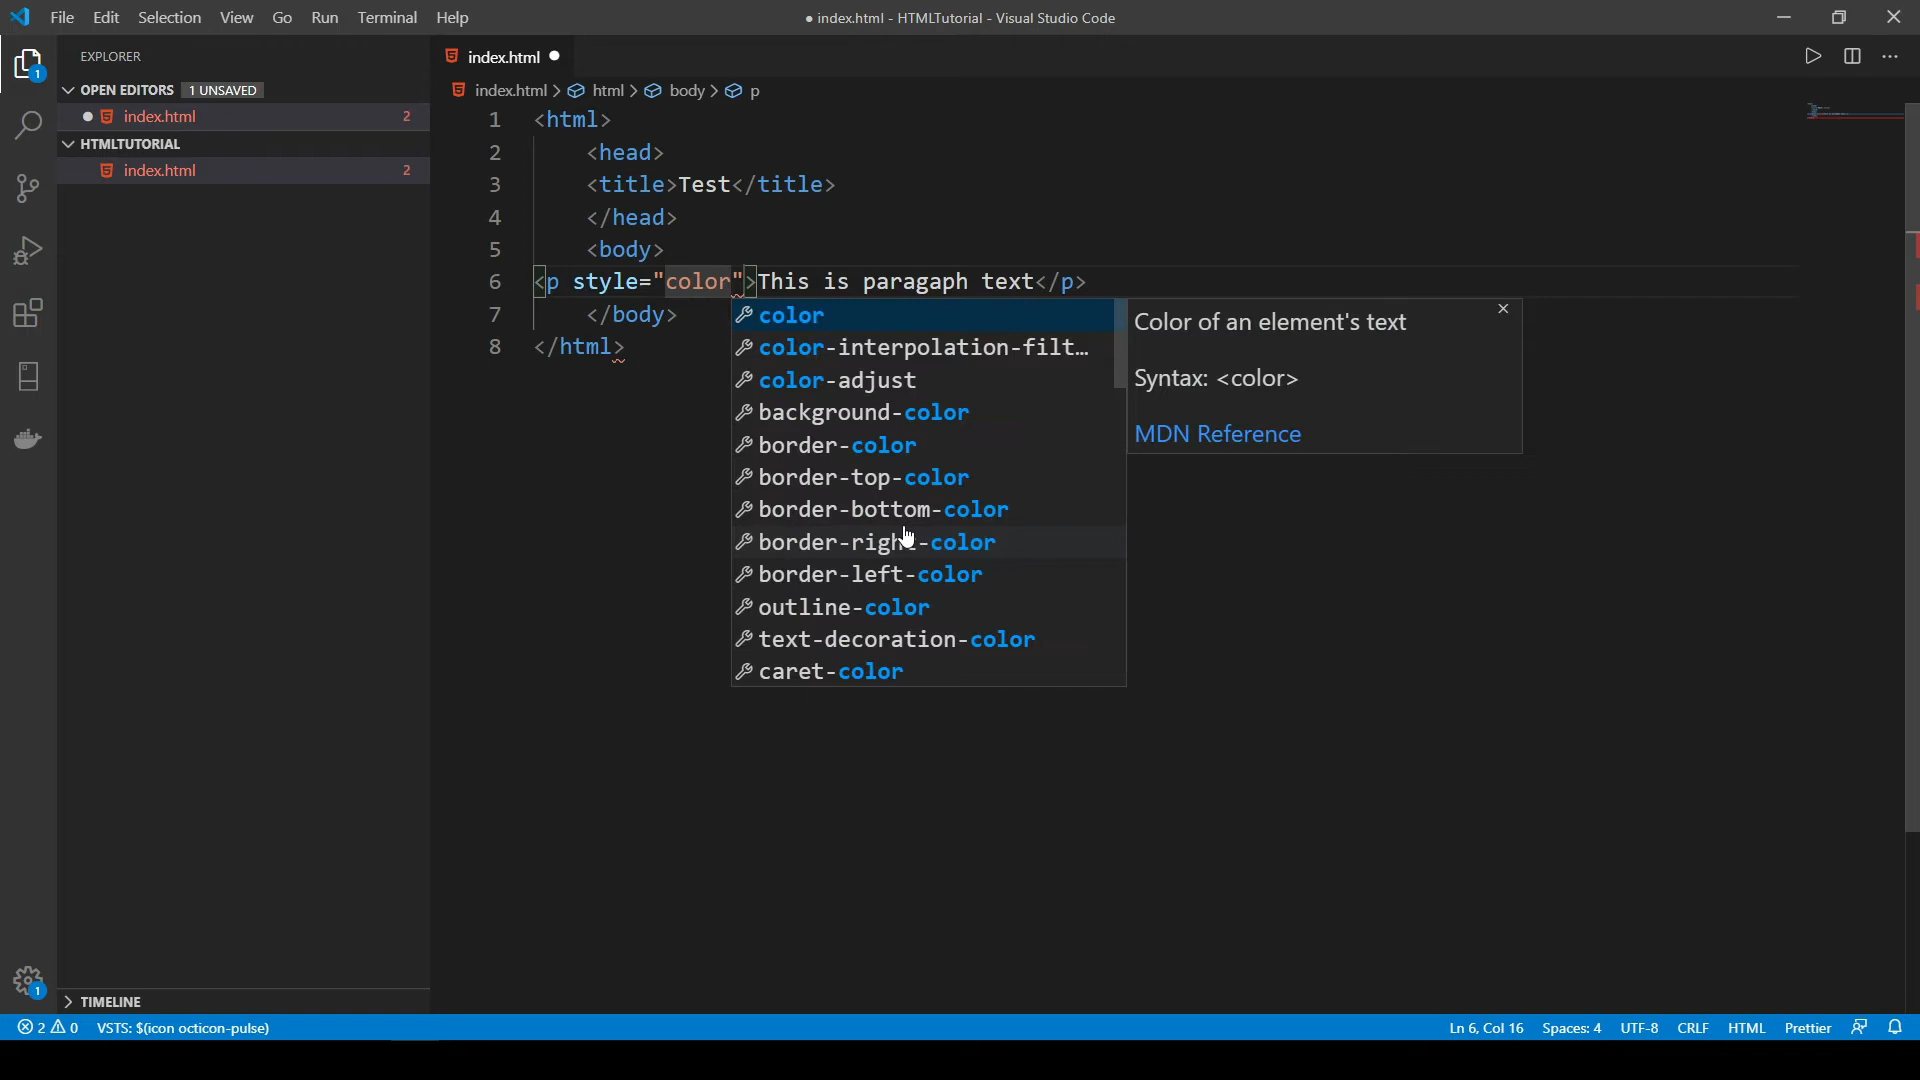 File Edit Selection View Go Run Terminal Help
● index.html - HTMLTutorial - Visual Studio Code
1
EXPLORER
OPEN EDITORS 1 UNSAVED
index.html 2
HTMLTUTORIAL
index.html 2
index.html
index.html > html > body > p
1 <html>
2 <head>
3 <title>Test</title>
4 </head>
5 <body>
6 <p style="color">This is paragaph text</p>
7 </body>
8 </html>
color
color-interpolation-filt...
color-adjust
background-color
border-color
border-top-color
border-bottom-color
border-right-color
border-left-color
outline-color
text-decoration-color
caret-color
Color of an element's text
Syntax: <color>
MDN Reference
1
TIMELINE
2 0 VSTS: $(icon octicon-pulse)
Ln 6, Col 16 Spaces: 4 UTF-8 CRLF HTML Prettier